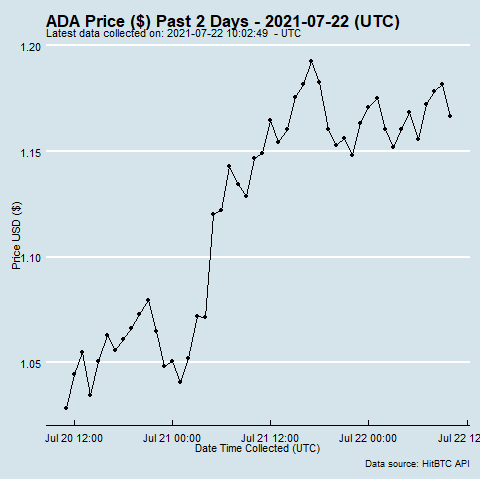 ADA Price ($) Past 2 Days - 2021-07-22 (UTC)
Latest data collected on: 2021-07-22 10:02:49 - UTC
1.20
1.15
1.10
1.05
Price USD ($)
Jul 20 12:00 Jul 21 00:00 Jul 21 12:00 Jul 22 00:00 Jul 22 12
Date Time Collected (UTC)
Data source: HitBTC API